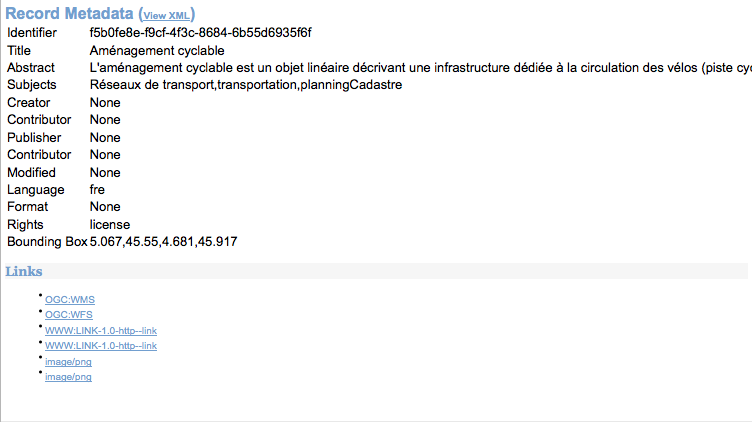 Record Metadata (View XML)
Identifier f5b0fe8e-f9cf-4f3c-8684-6b55d6935f6f
Title Aménagement cyclable
Abstract L'aménagement cyclable est un objet linéaire décrivant une infrastructure dédiée à la circulation des vélos (piste cyc
Subjects Réseaux de transport,transportation,planningCadastre
Creator None
Contributor None
Publisher None
Contributor None
Modified None
Language fre
Format None
Rights license
Bounding Box 5.067,45.55,4.681,45.917
Links
• OGC:WMS
• OGC:WFS
• WWW:LINK-1.0-http--link
• WWW:LINK-1.0-http--link
• image/png
• image/png